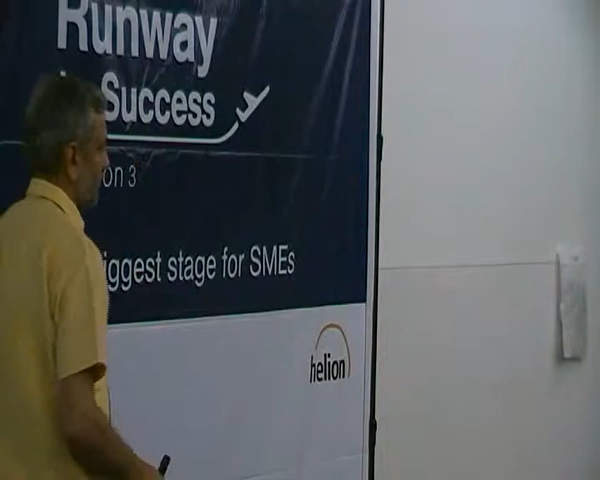 Runway
Success
on 3
iggest stage for SMEs
helion